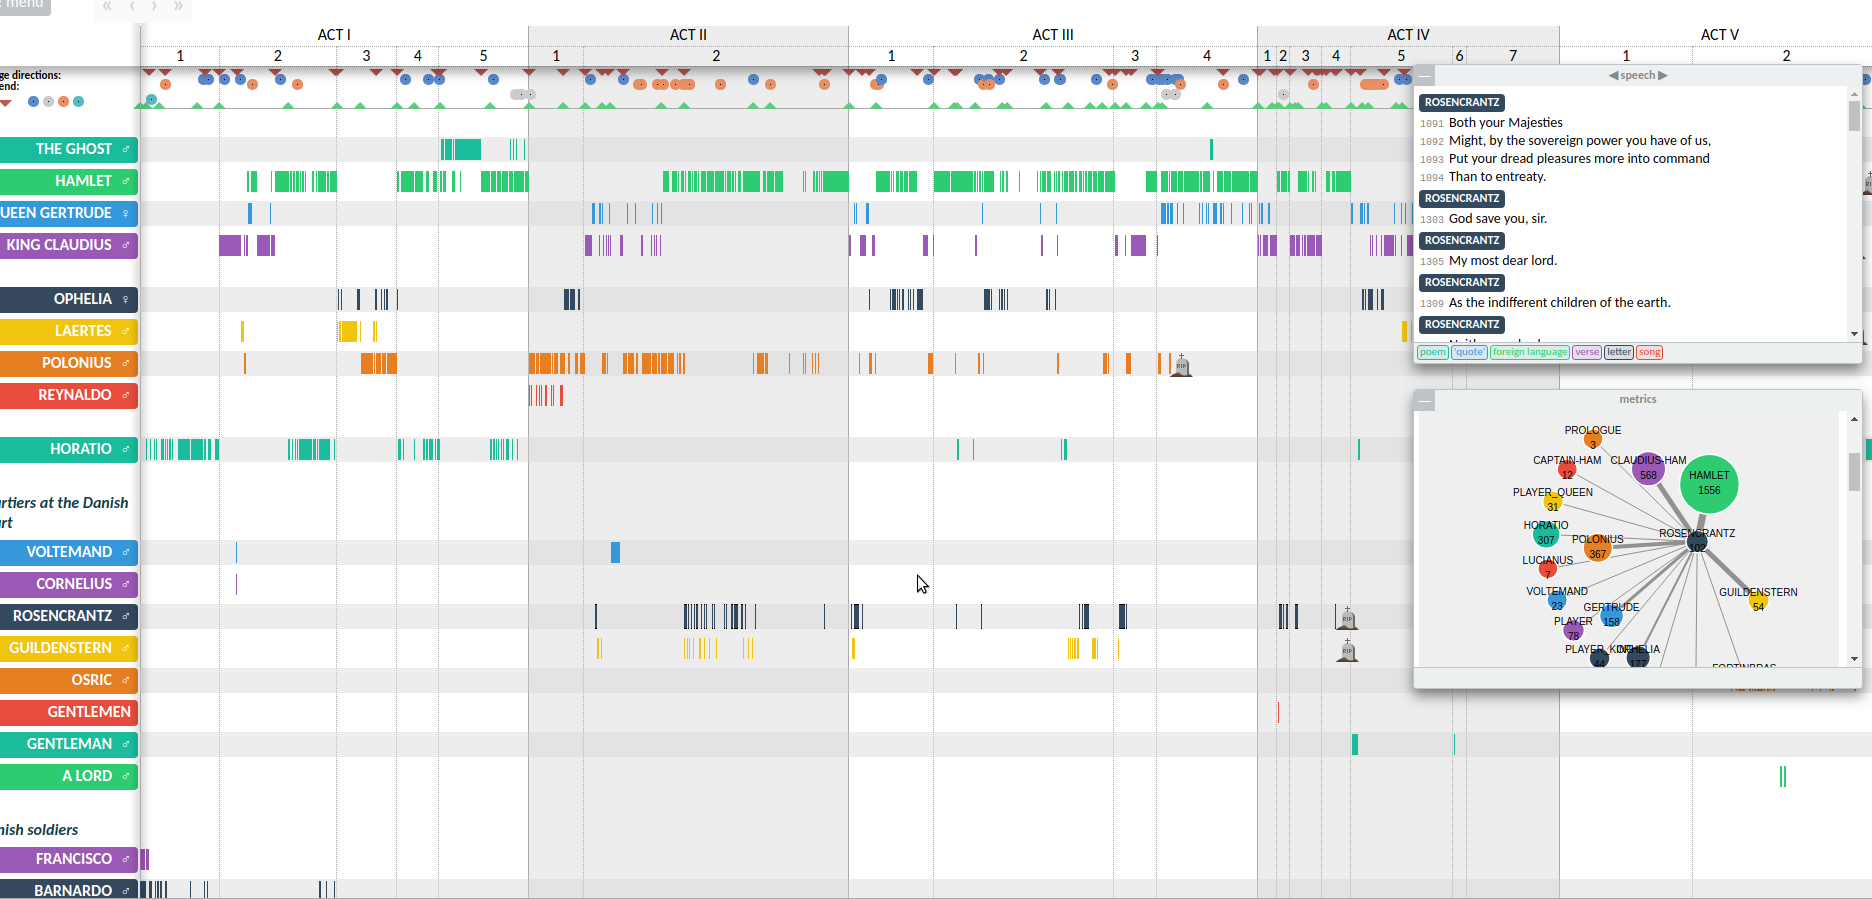 menu
« ‹ › »
ACT I ACT II ACT III ACT IV ACT V
1 2 3 4 5 1 2 1 2 3 4 1 2 3 4 5 6 7 1 2
ge directions:
end:
THE GHOST ♂
HAMLET ♂
UEEN GERTRUDE ♀
KING CLAUDIUS ♂
OPHELIA ♀
LAERTES ♂
POLONIUS ♂
REYNALDO ♂
HORATIO ♂
rtiers at the Danish
rt
VOLTEMAND ♂
CORNELIUS ♂
ROSENCRANTZ ♂
GUILDENSTERN ♂
OSRIC ♂
GENTLEMEN
GENTLEMAN ♂
A LORD ♂
nish soldiers
FRANCISCO ♂
BARNARDO ♂
RIP
RIP
RIP
◀ speech ▶
ROSENCRANTZ
1091 Both your Majesties
1092 Might, by the sovereign power you have of us,
1093 Put your dread pleasures more into command
1094 Than to entreaty.
ROSENCRANTZ
1303 God save you, sir.
ROSENCRANTZ
1305 My most dear lord.
ROSENCRANTZ
1309 As the indifferent children of the earth.
ROSENCRANTZ
poem 'quote' foreign language verse letter song
metrics
PROLOGUE
3
CAPTAIN-HAM
12
CLAUDIUS-HAM
568
HAMLET
1556
PLAYER_QUEEN
31
HORATIO
307
POLONIUS
367
ROSENCRANTZ
102
LUCIANUS
7
VOLTEMAND
23
GERTRUDE
158
GUILDENSTERN
54
PLAYER
78
PLAYER_KING
44
OPHELIA
177
FORTINBRAS